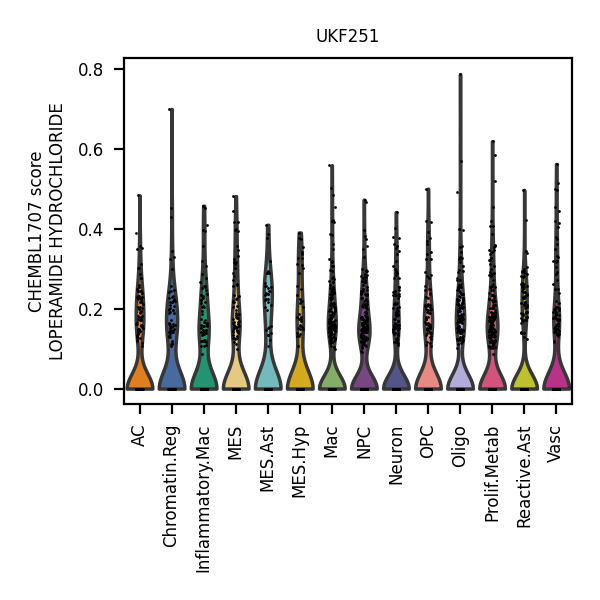 UKF251
CHEMBL1707 score
LOPERAMIDE HYDROCHLORIDE
0.8
0.6
0.4
0.2
0.0
AC
Chromatin.Reg
Inflammatory.Mac
MES
MES.Ast
MES.Hyp
Mac
NPC
Neuron
OPC
Oligo
Prolif.Metab
Reactive.Ast
Vasc